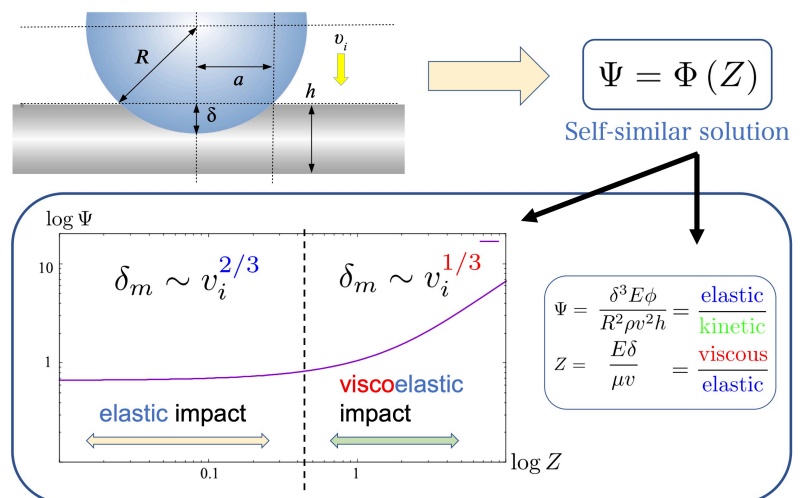 R
a
v_i
h
δ
Ψ = Φ (Z)
Self-similar solution
log Ψ
10
1
δ_m ∼ v_i^{2/3}
δ_m ∼ v_i^{1/3}
elastic impact
viscoelastic
impact
0.1
1
log Z
Ψ = δ^3Eϕ / R^2ρv^2h = elastic / kinetic
Z = Eδ / μv = viscous / elastic